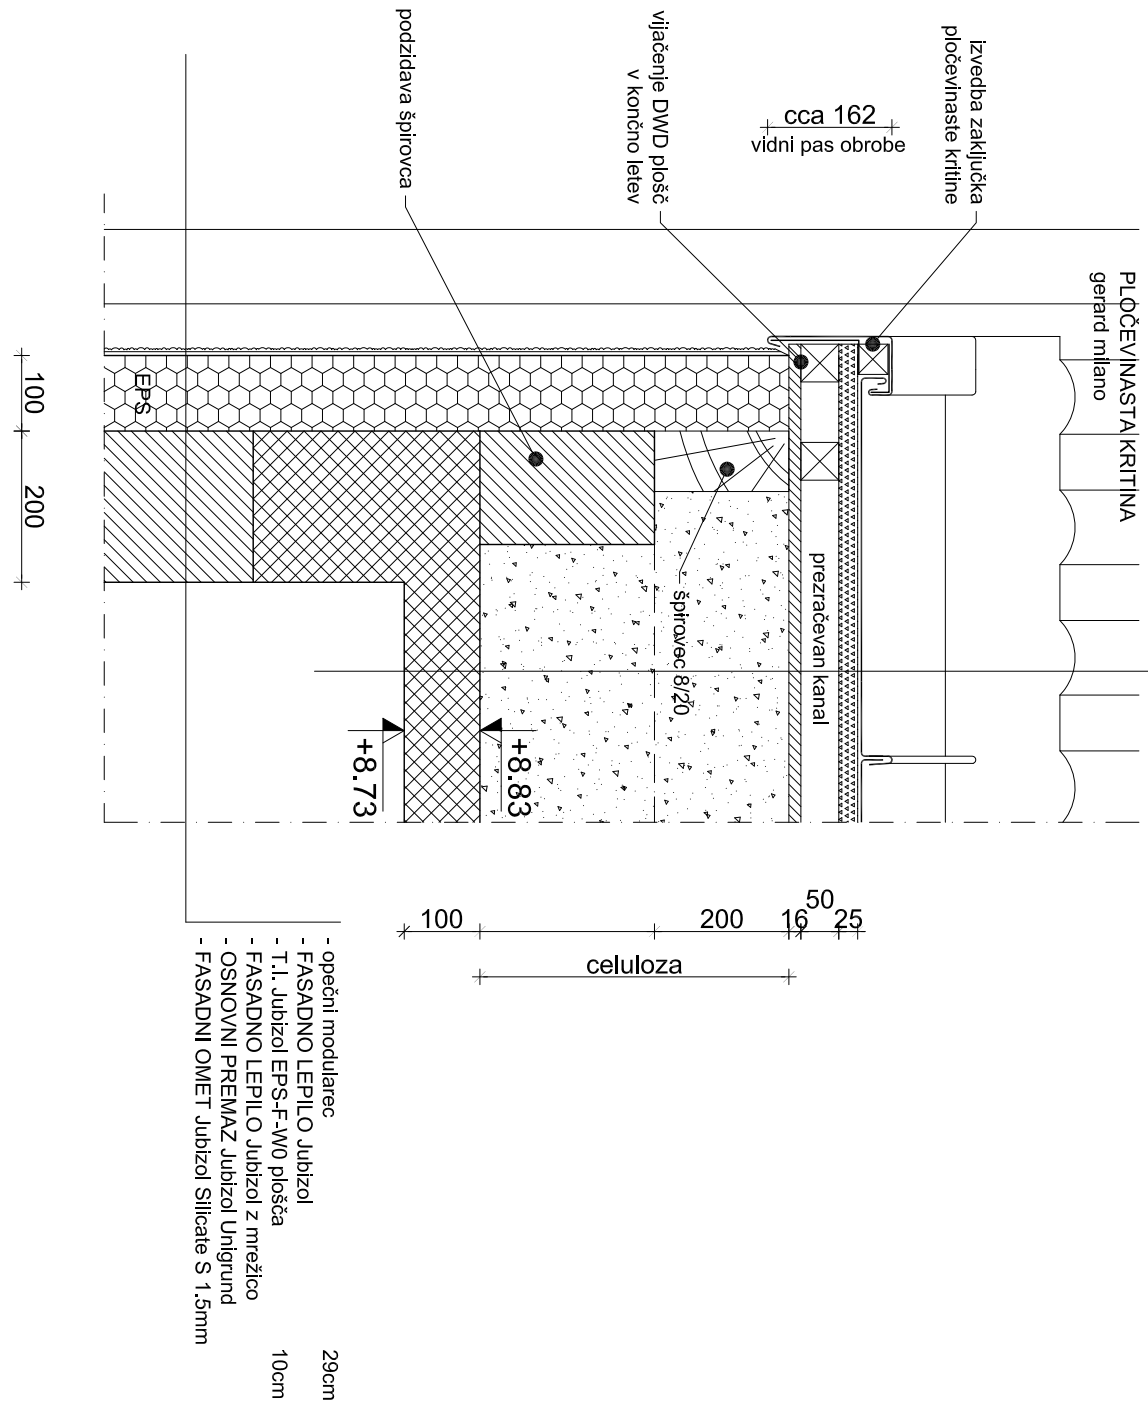 podzidava špirovca
vijačenje DWD plošč
v končno letev
cca 162
vidni pas obrobe
izvedba zaključka
pločevinaste kritine
PLOČEVINASTA KRITINA
gerard milano
EPS
100
200
prezračevan kanal
špirovec 8/20
+8.73
+8.83
100
200
16
50
25
celuloza
- opečni modularec 29cm
- FASADNO LEPILO Jubizol
- T.I. Jubizol EPS-F-W0 plošča 10cm
- FASADNO LEPILO Jubizol z mrežico
- OSNOVNI PREMAZ Jubizol Unigrund
- FASADNI OMET Jubizol Silicate S 1.5mm